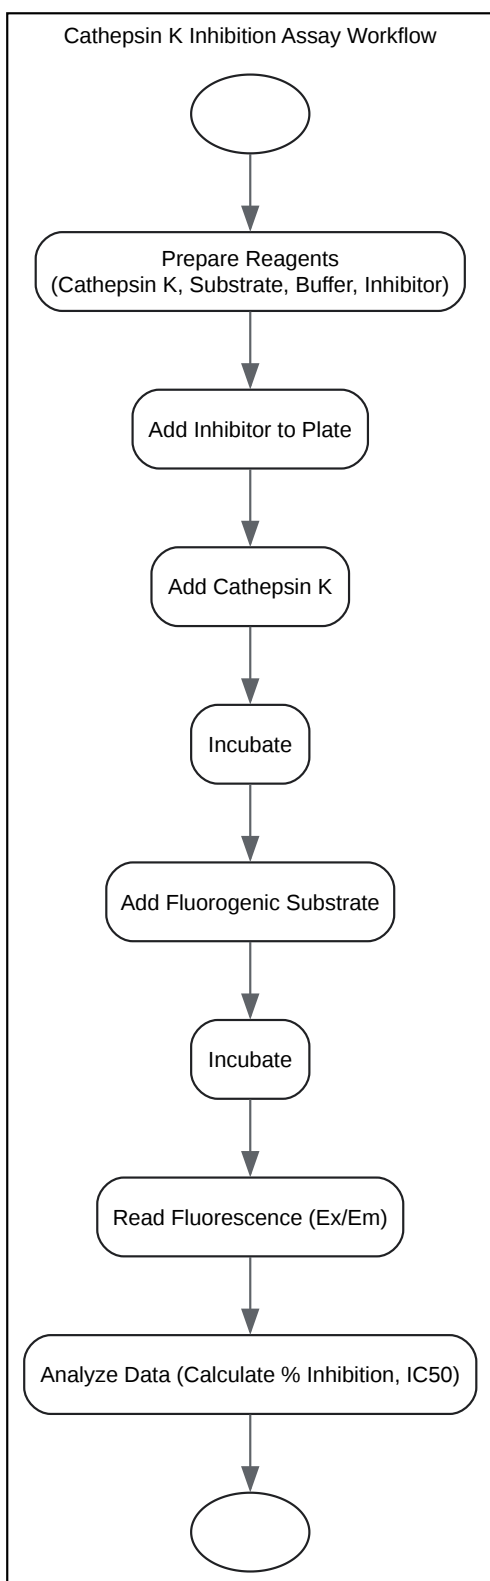 Cathepsin K Inhibition Assay Workflow
Prepare Reagents
(Cathepsin K, Substrate, Buffer, Inhibitor)
Add Inhibitor to Plate
Add Cathepsin K
Incubate
Add Fluorogenic Substrate
Incubate
Read Fluorescence (Ex/Em)
Analyze Data (Calculate % Inhibition, IC50)